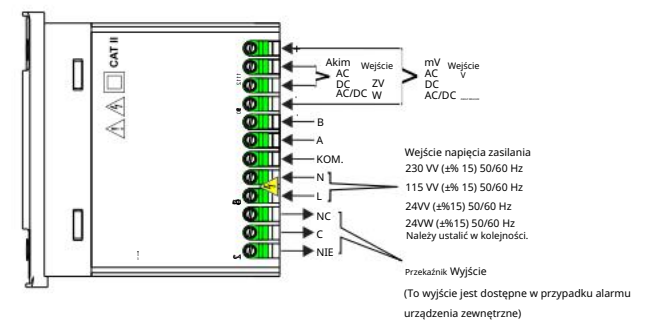 CAT II
+
Akim Wejście
AC
DC ZV
AC/DC W
mV Wejście
AC V
DC
AC/DC
B
A
KOM.
N
L
NC
C
NIE
Wejście napięcia zasilania
230 VV (±% 15) 50/60 Hz
115 VV (±% 15) 50/60 Hz
24VV (±%15) 50/60 Hz
24VW (±%15) 50/60 Hz
Należy ustalić w kolejności.
Przekaźnik Wyjście
(To wyjście jest dostępne w przypadku alarmu
urządzenia zewnętrzne)